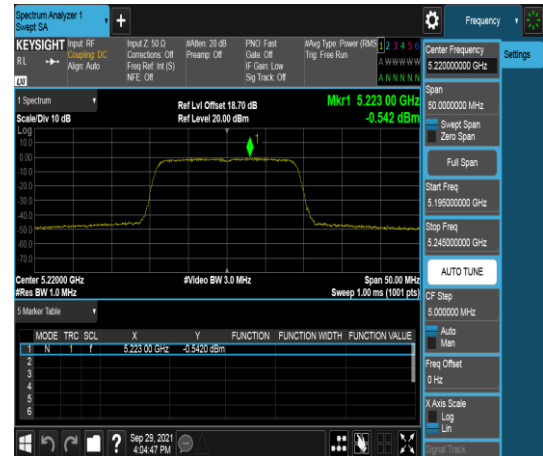 Spectrum Analyzer 1
Swept SA
Frequency
KEYSIGHT
RL
LXI
Input: RF
Coupling: DC
Align: Auto
Input Z: 50 Ω
Corrections: Off
Freq Ref: Int (S)
NFE: Off
#Atten: 20 dB
Preamp: Off
PNO: Fast
Gate: Off
IF Gain: Low
Sig Track: Off
#Avg Type: Power (RMS
Trig: Free Run
1 2 3 4 5 6
A W W W W W
A N N N N N
Settings
1 Spectrum
Scale/Div 10 dB
Log
Ref Lvl Offset 18.70 dB
Ref Level 20.00 dBm
Mkr1 5.223 00 GHz
-0.542 dBm
1
10.0
0.00
-10.0
-20.0
-30.0
-40.0
-50.0
-60.0
-70.0
Center 5.22000 GHz
#Res BW 1.0 MHz
#Video BW 3.0 MHz
Span 50.00 MHz
Sweep 1.00 ms (1001 pts)
5 Marker Table
MODE TRC SCL X Y FUNCTION FUNCTION WIDTH FUNCTION VALUE
1 N 1 f 5.223 00 GHz -0.5420 dBm
2
3
4
5
6
Sep 29, 2021
4:04:47 PM
Center Frequency
5.220000000 GHz
Span
50.0000000 MHz
Swept Span
Zero Span
Full Span
Start Freq
5.195000000 GHz
Stop Freq
5.245000000 GHz
AUTO TUNE
CF Step
5.000000 MHz
Auto
Man
Freq Offset
0 Hz
X Axis Scale
Log
Lin
Signal Track